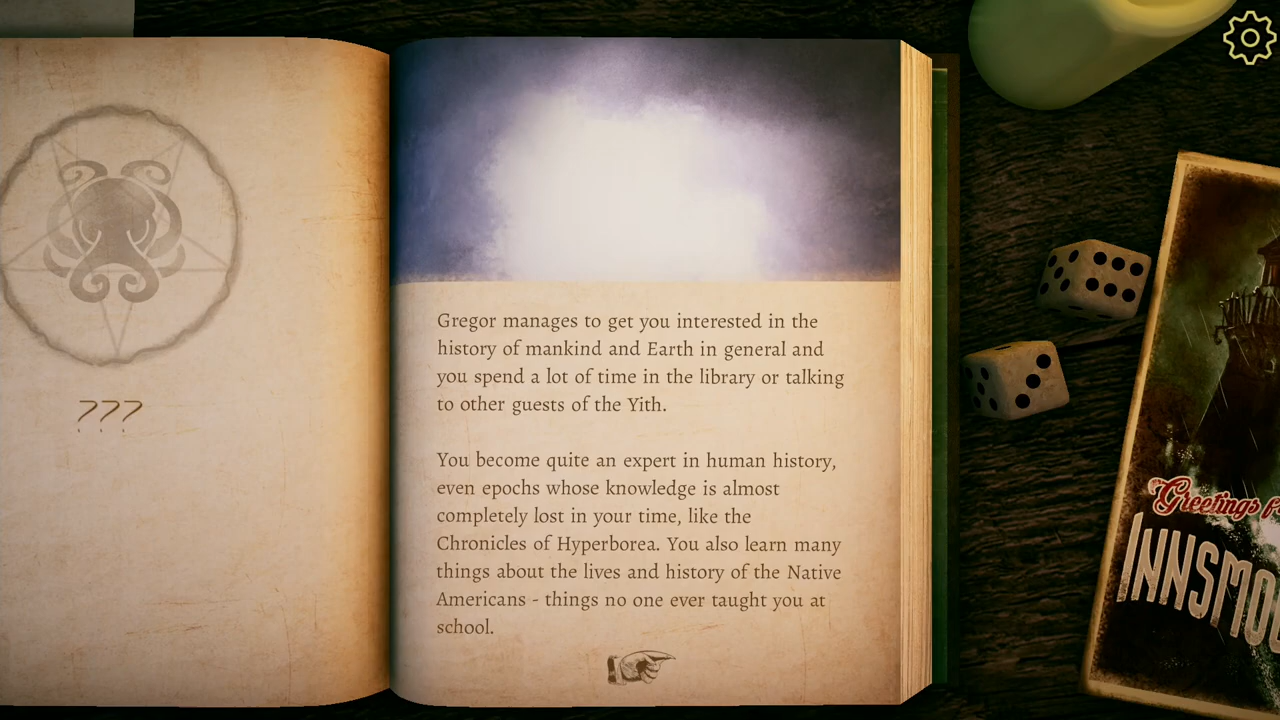 ???
Gregor manages to get you interested in the
history of mankind and Earth in general and
you spend a lot of time in the library or talking
to other guests of the Yith.
You become quite an expert in human history,
even epochs whose knowledge is almost
completely lost in your time, like the
Chronicles of Hyperborea. You also learn many
things about the lives and history of the Native
Americans - things no one ever taught you at
school.
Greetings